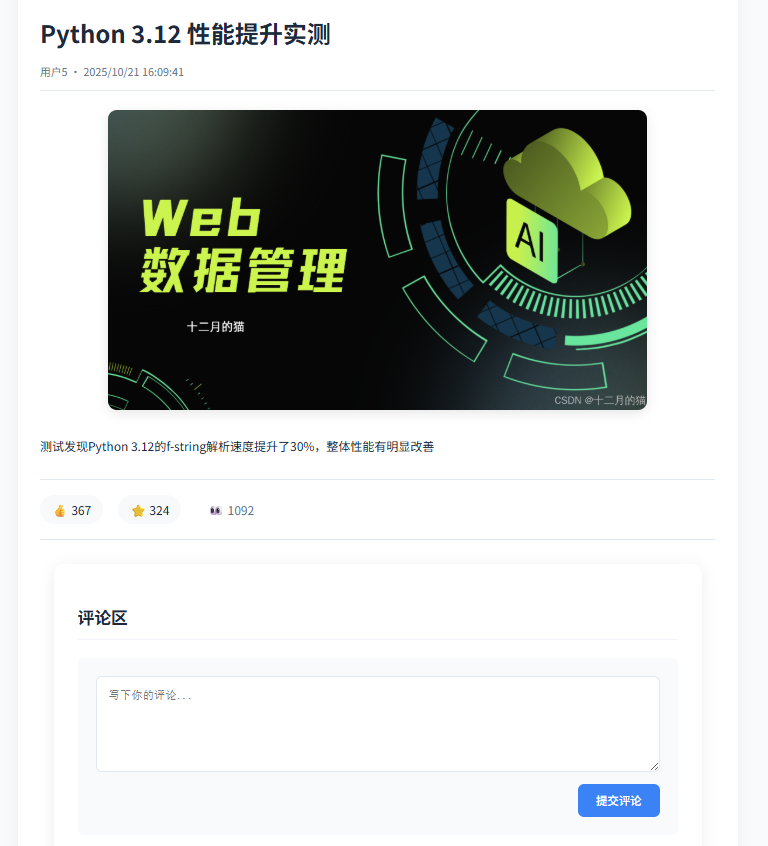 Python 3.12 性能提升实测
用户5 · 2025/10/21 16:09:41
Web
数据管理
十二月的猫
AI
CSDN @十二月的猫
测试发现Python 3.12的f-string解析速度提升了30%，整体性能有明显改善
👍 367 ⭐ 324 👀 1092
评论区
写下你的评论...
提交评论